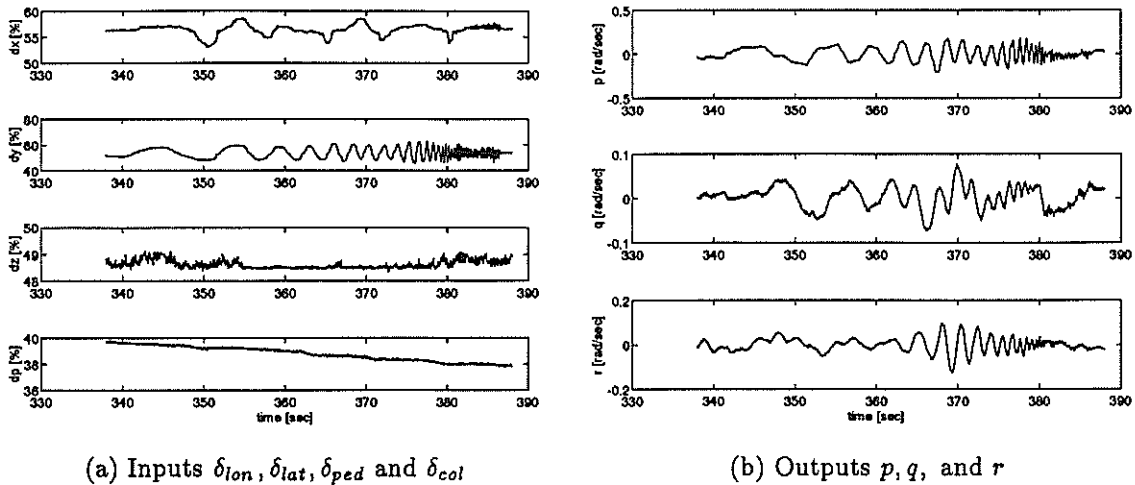 60
55
50
dx [%]
330 340 350 360 370 380 390
80
60
40
dy [%]
330 340 350 360 370 380 390
50
49
48
dz [%]
330 340 350 360 370 380 390
40
38
36
dp [%]
330 340 350 360 370 380 390
time [sec]
(a) Inputs δlon, δlat, δped and δcol
0.5
0
-0.5
p [rad/sec]
330 340 350 360 370 380 390
0.1
0
-0.1
q [rad/sec]
330 340 350 360 370 380 390
0.2
0
-0.2
r [rad/sec]
330 340 350 360 370 380 390
time [sec]
(b) Outputs p, q, and r